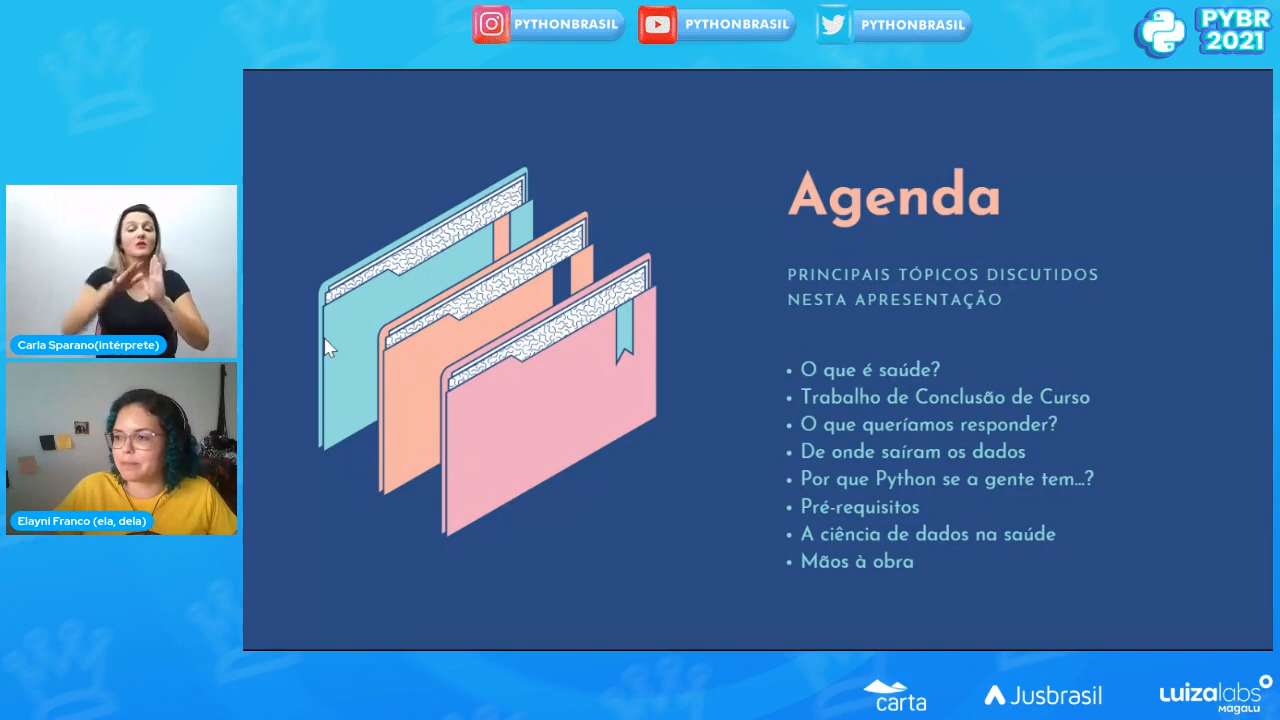 PYTHONBRASIL
PYTHONBRASIL
PYTHONBRASIL
PYBR
2021
Agenda
PRINCIPAIS TÓPICOS DISCUTIDOS
NESTA APRESENTAÇÃO
• O que é saúde?
• Trabalho de Conclusão de Curso
• O que queríamos responder?
• De onde saíram os dados
• Por que Python se a gente tem...?
• Pré-requisitos
• A ciência de dados na saúde
• Mãos à obra
Carla Sparano(intérprete)
Elayni Franco (ela, dela)
carta
Jusbrasil
Luizalabs
MAGALU